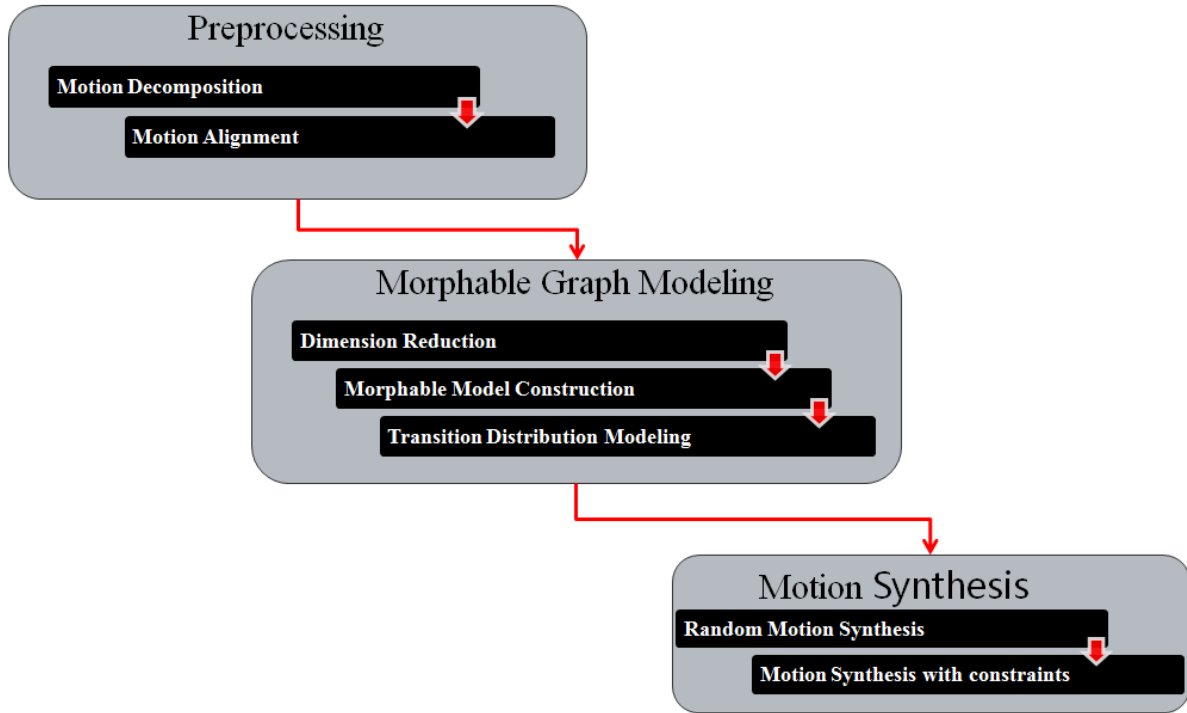 Preprocessing
Motion Decomposition
Motion Alignment
Morphable Graph Modeling
Dimension Reduction
Morphable Model Construction
Transition Distribution Modeling
Motion Synthesis
Random Motion Synthesis
Motion Synthesis with constraints